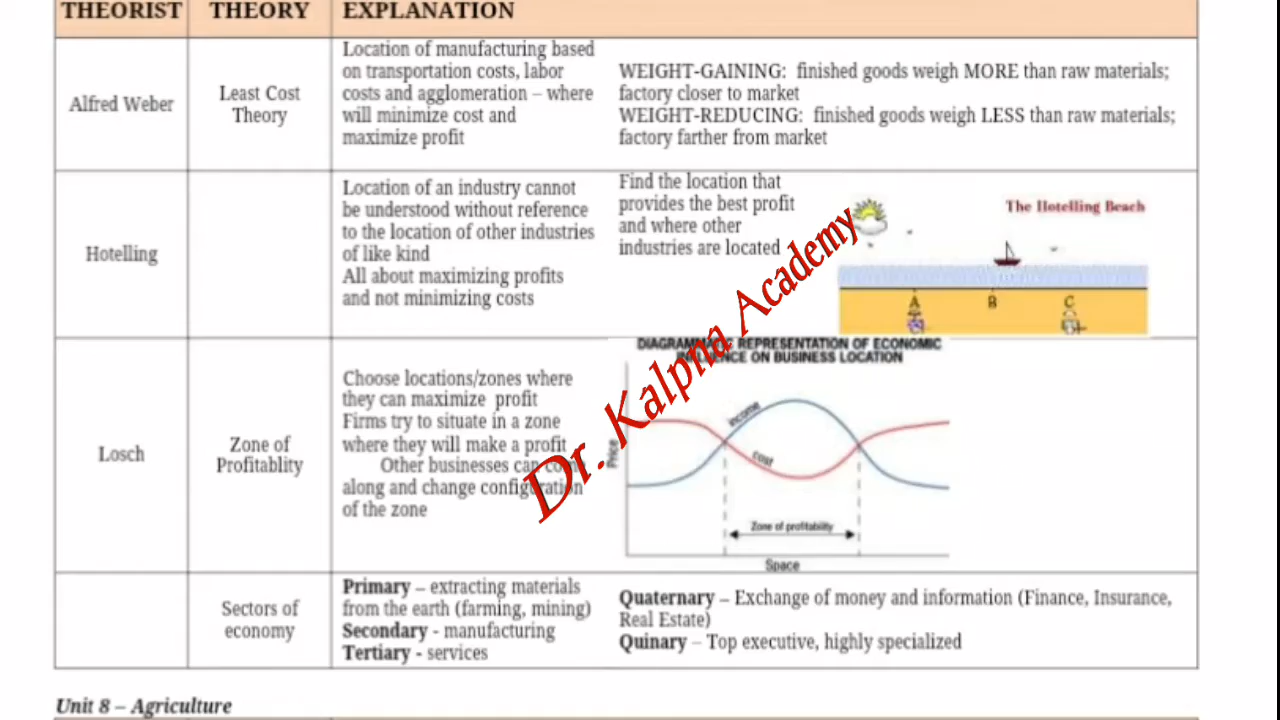 THEORIST THEORY EXPLANATION
Alfred Weber
Least Cost
Theory
Location of manufacturing based
on transportation costs, labor
costs and agglomeration – where
will minimize cost and
maximize profit
WEIGHT-GAINING: finished goods weigh MORE than raw materials;
factory closer to market
WEIGHT-REDUCING: finished goods weigh LESS than raw materials;
factory farther from market
Hotelling
Location of an industry cannot
be understood without reference
to the location of other industries
of like kind
All about maximizing profits
and not minimizing costs
Find the location that
provides the best profit
and where other
industries are located
The Hotelling Beach
A B C
Losch
Zone of
Profitablity
Choose locations/zones where
they can maximize profit
Firms try to situate in a zone
where they will make a profit
Other businesses can come
along and change configuration
of the zone
DIAGRAMMATIC REPRESENTATION OF ECONOMIC
INFLUENCE ON BUSINESS LOCATION
Price
income
cost
Zone of profitability
Space
Sectors of
economy
Primary – extracting materials
from the earth (farming, mining)
Secondary - manufacturing
Tertiary - services
Quaternary – Exchange of money and information (Finance, Insurance,
Real Estate)
Quinary – Top executive, highly specialized
Unit 8 – Agriculture
Dr. Kalpna Academy